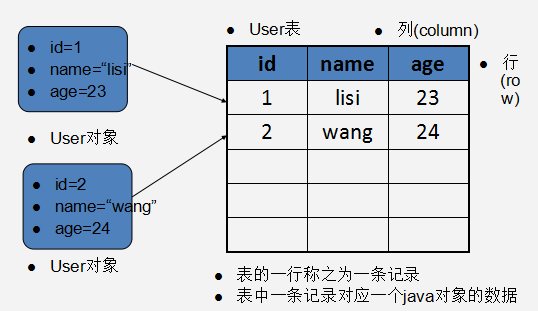 ● id=1
● name=“lisi”
● age=23
● User对象
● id=2
● name=“wang”
● age=24
● User对象
● User表
● 列(column)
id name age
1 lisi 23
2 wang 24
● 行
(ro
w)
● 表的一行称之为一条记录
● 表中一条记录对应一个java对象的数据